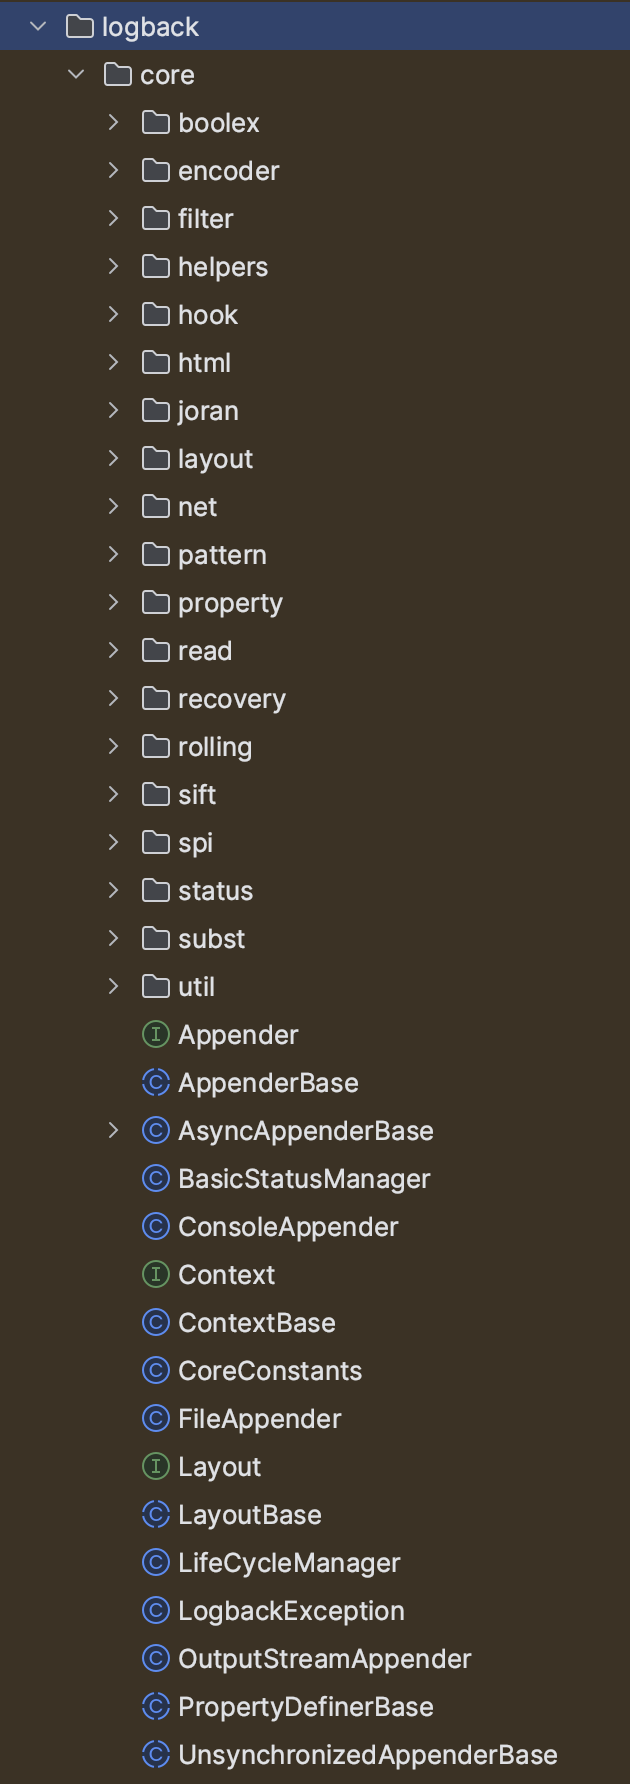 logback
core
boolex
encoder
filter
helpers
hook
html
joran
layout
net
pattern
property
read
recovery
rolling
sift
spi
status
subst
util
I Appender
C AppenderBase
C AsyncAppenderBase
C BasicStatusManager
C ConsoleAppender
I Context
C ContextBase
C CoreConstants
C FileAppender
I Layout
C LayoutBase
C LifeCycleManager
C LogbackException
C OutputStreamAppender
C PropertyDefinerBase
C UnsynchronizedAppenderBase